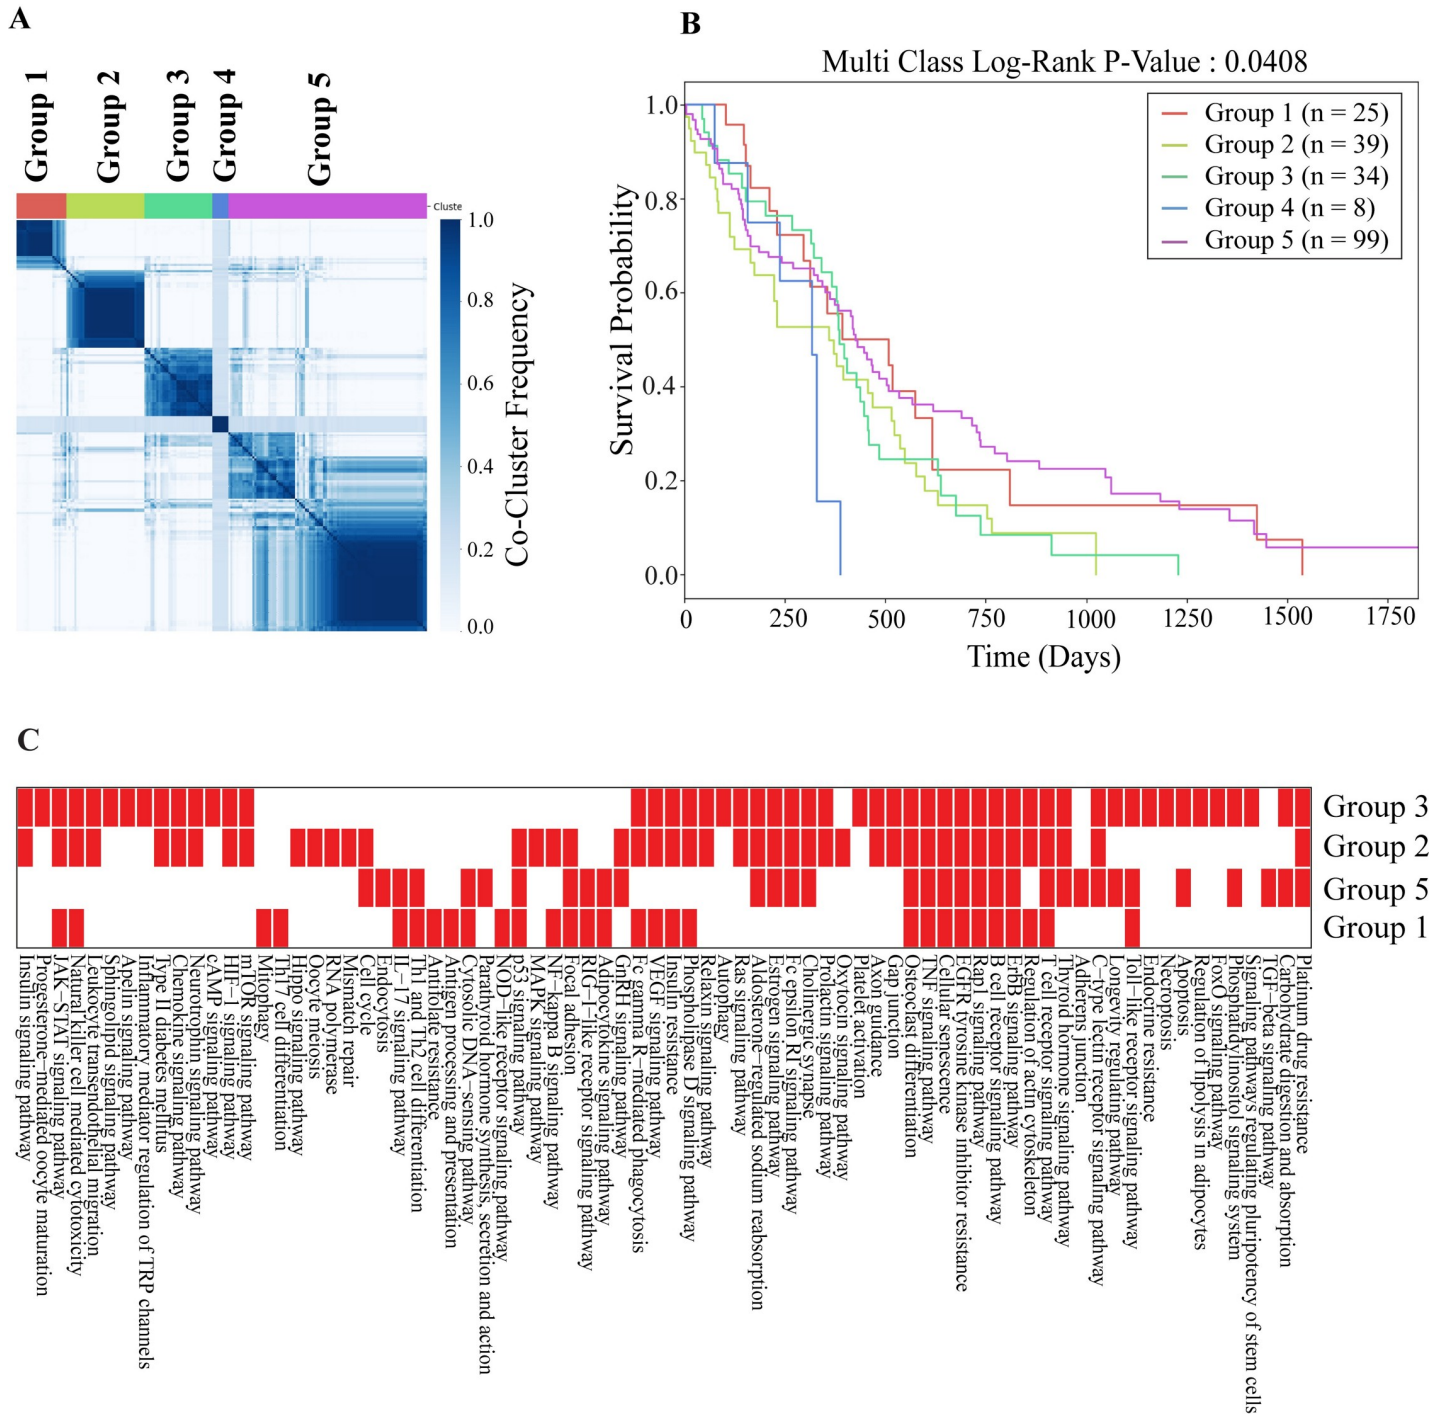 A
Group 1
Group 2
Group 3
Group 4
Group 5
Cluste
1.0
0.8
0.6
0.4
0.2
0.0
Co-Cluster Frequency
B
Multi Class Log-Rank P-Value : 0.0408
Group 1 (n = 25)
Group 2 (n = 39)
Group 3 (n = 34)
Group 4 (n = 8)
Group 5 (n = 99)
Survival Probability
1.0
0.8
0.6
0.4
0.2
0.0
0
250
500
750
1000
1250
1500
1750
Time (Days)
C
Group 3
Group 2
Group 5
Group 1
Insulin signaling pathway
Progesterone−mediated oocyte maturation
JAK−STAT signaling pathway
Natural killer cell mediated cytotoxicity
Leukocyte transendothelial migration
Sphingolipid signaling pathway
Apelin signaling pathway
Inflammatory mediator regulation of TRP channels
Type II diabetes mellitus
Chemokine signaling pathway
Neurotrophin signaling pathway
cAMP signaling pathway
HIF−1 signaling pathway
mTOR signaling pathway
Mitophagy
Th17 cell differentiation
Hippo signaling pathway
Oocyte meiosis
RNA polymerase
Mismatch repair
Cell cycle
Endocytosis
IL−17 signaling pathway
Th1 and Th2 cell differentiation
Antifolate resistance
Antigen processing and presentation
Cytosolic DNA−sensing pathway
Parathyroid hormone synthesis, secretion and action
NOD−like receptor signaling pathway
p53 signaling pathway
MAPK signaling pathway
NF−kappa B signaling pathway
Focal adhesion
RIG−I−like receptor signaling pathway
Adipocytokine signaling pathway
GnRH signaling pathway
Fc gamma R−mediated phagocytosis
VEGF signaling pathway
Insulin resistance
Phospholipase D signaling pathway
Relaxin signaling pathway
Autophagy
Ras signaling pathway
Aldosterone−regulated sodium reabsorption
Estrogen signaling pathway
Fc epsilon RI signaling pathway
Cholinergic synapse
Prolactin signaling pathway
Oxytocin signaling pathway
Platelet activation
Axon guidance
Gap junction
Osteoclast differentiation
TNF signaling pathway
Cellular senescence
EGFR tyrosine kinase inhibitor resistance
Rap1 signaling pathway
B cell receptor signaling pathway
ErbB signaling pathway
Regulation of actin cytoskeleton
T cell receptor signaling pathway
Thyroid hormone signaling pathway
Adherens junction
C−type lectin receptor signaling pathway
Longevity regulating pathway
Toll−like receptor signaling pathway
Endocrine resistance
Necroptosis
Apoptosis
Regulation of lipolysis in adipocytes
FoxO signaling pathway
Phosphatidylinositol signaling system
Signaling pathways regulating pluripotency of stem cells
TGF−beta signaling pathway
Carbohydrate digestion and absorption
Platinum drug resistance